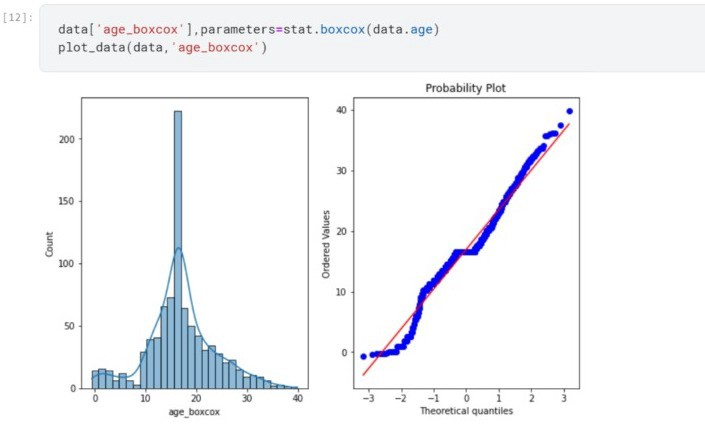 [12]:
data['age_boxcox'],parameters=stat.boxcox(data.age)
plot_data(data,'age_boxcox')
Probability Plot
200
150
100
50
0
Count
0 10 20 30 40
age_boxcox
40
30
20
10
0
Ordered Values
−3 −2 −1 0 1 2 3
Theoretical quantiles